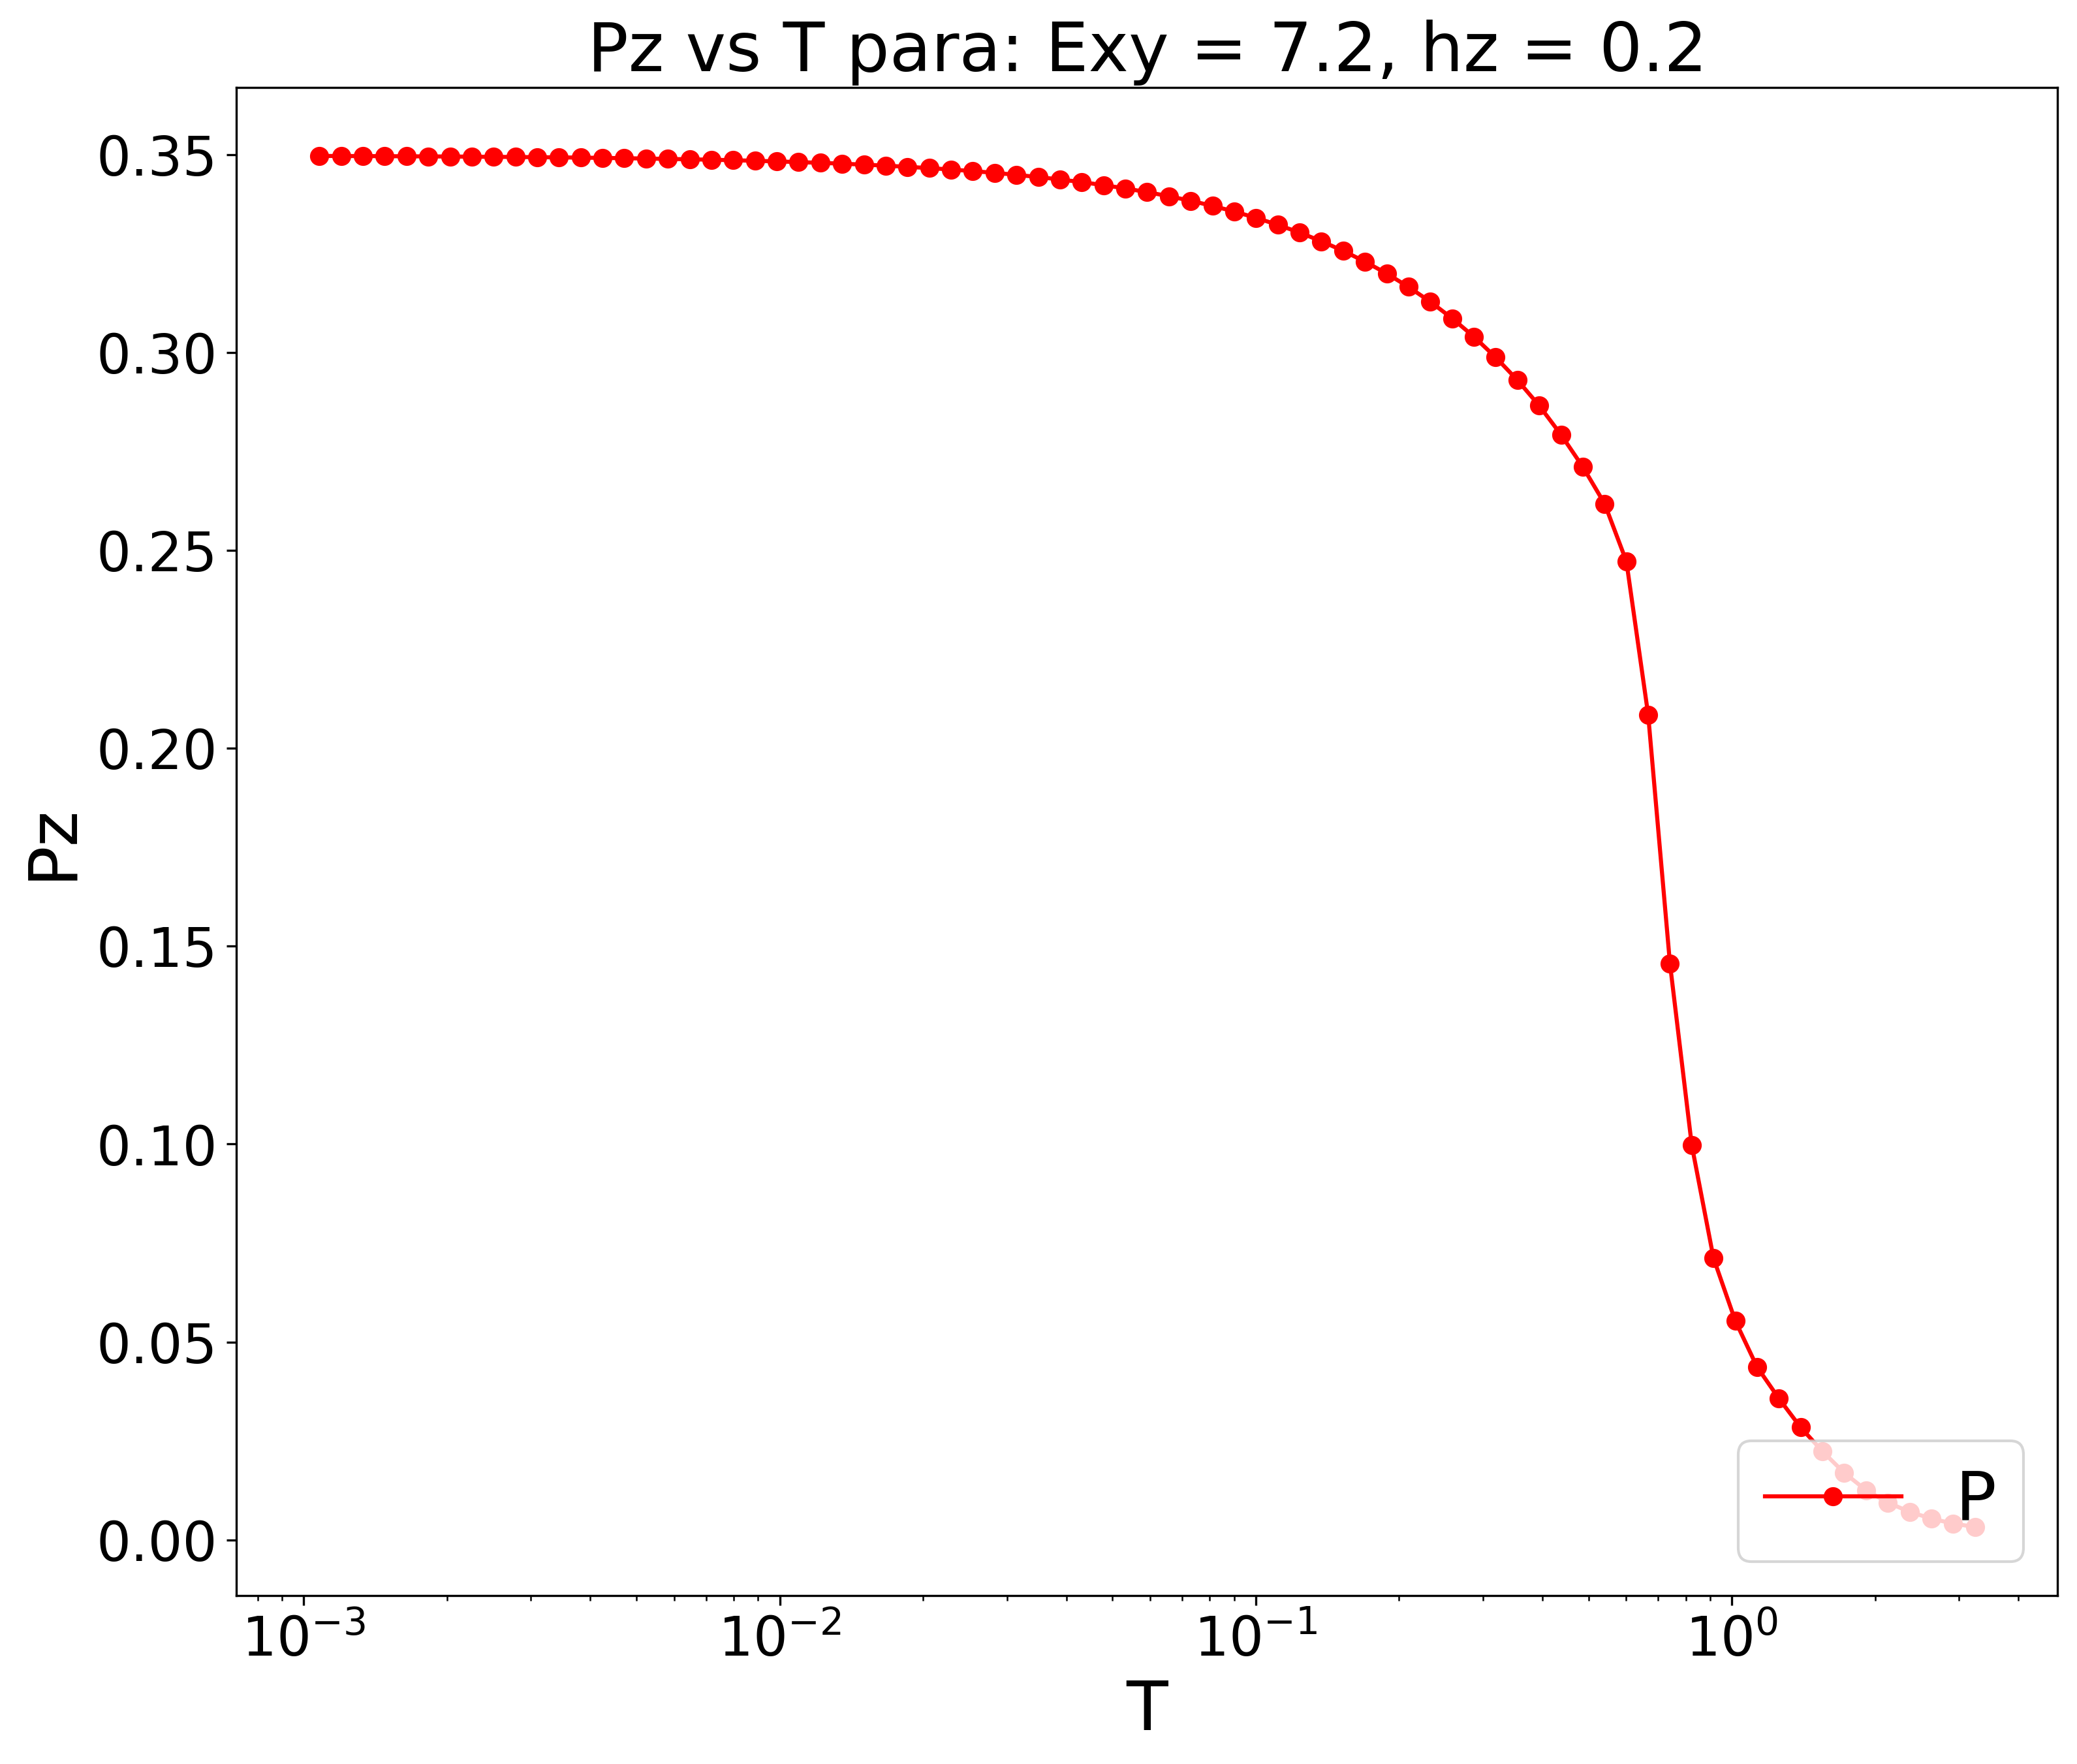 Pz vs T para: Exy = 7.2, hz = 0.2
0.35
0.30
0.25
0.20
0.15
0.10
0.05
0.00
Pz
P
10⁻³ 10⁻² 10⁻¹ 10⁰
T